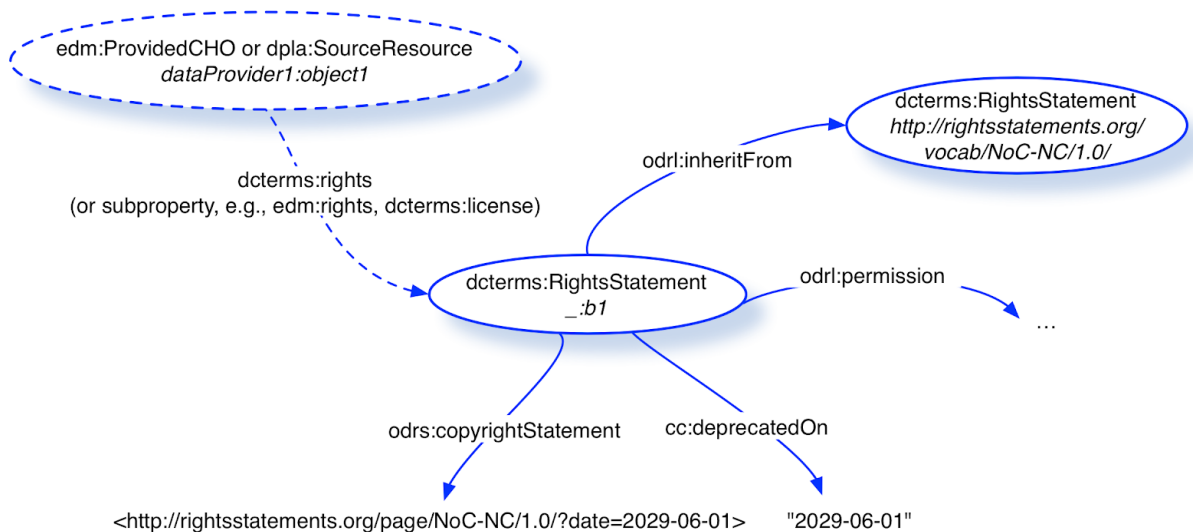 edm:ProvidedCHO or dpla:SourceResource
dataProvider1:object1
dcterms:RightsStatement
http://rightsstatements.org/
vocab/NoC-NC/1.0/
odrl:inheritFrom
dcterms:rights
(or subproperty, e.g., edm:rights, dcterms:license)
dcterms:RightsStatement
_:b1
odrl:permission
...
odrs:copyrightStatement
cc:deprecatedOn
<http://rightsstatements.org/page/NoC-NC/1.0/?date=2029-06-01>
"2029-06-01"